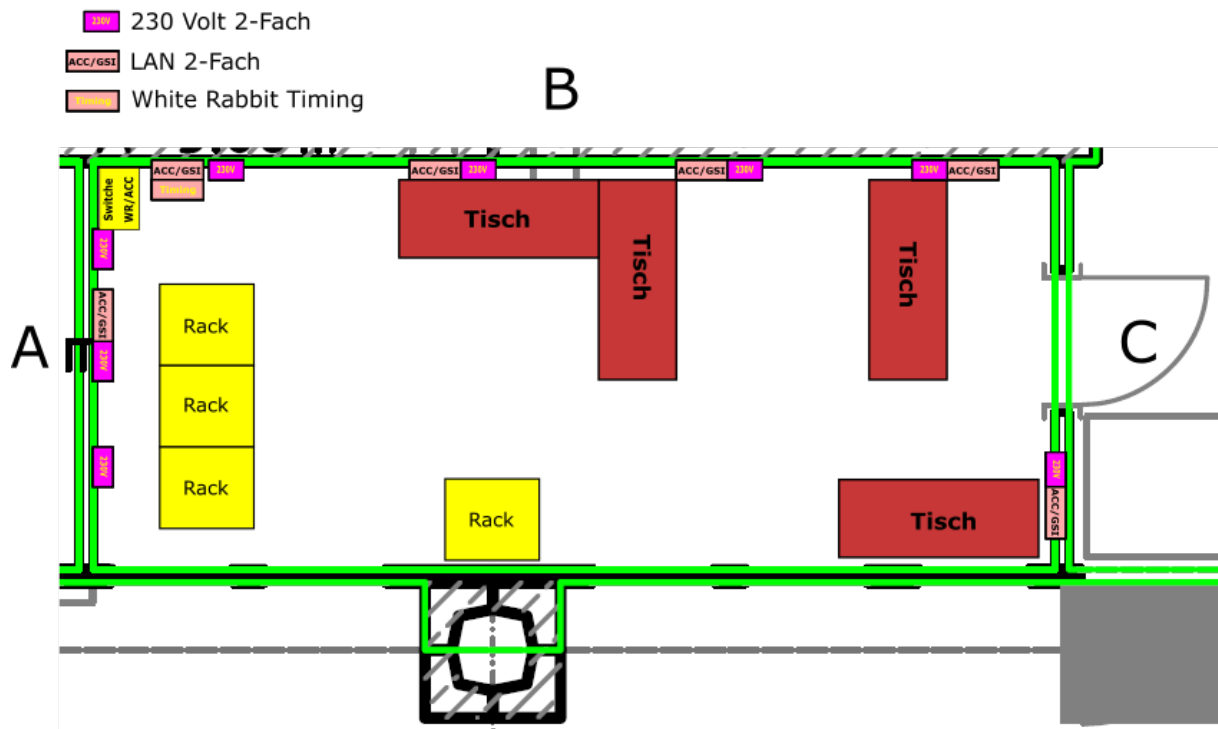 230V 230 Volt 2-Fach
ACC/GSI LAN 2-Fach
Timing White Rabbit Timing
B
ACC/GSI 230V ACC/GSI 230V ACC/GSI 230V 230V ACC/GSI
Timing
Switche
WR/ACC
Tisch
Tisch
Tisch
230V
ACC/GSI
Rack
A
230V
C
Rack
230V
Rack
230V
ACC/GSI
Rack
Tisch